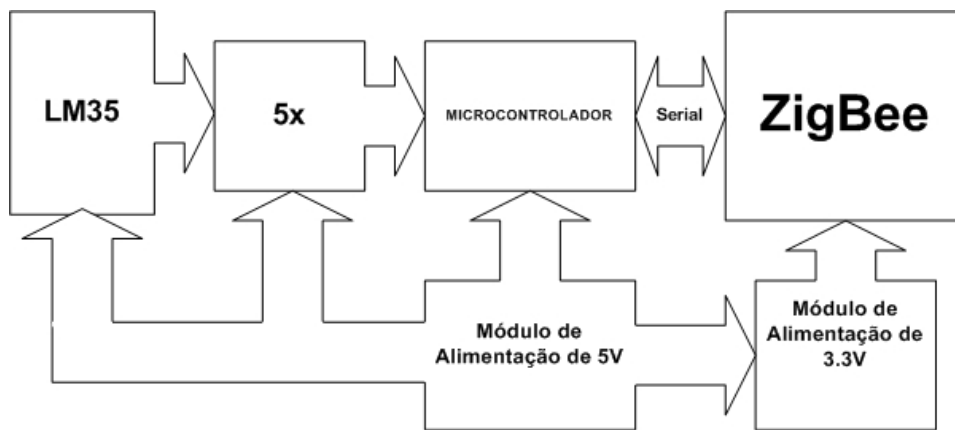 LM35
5x
MICROCONTROLADOR
Serial
ZigBee
Módulo de
Alimentação de 5V
Módulo de
Alimentação de
3.3V